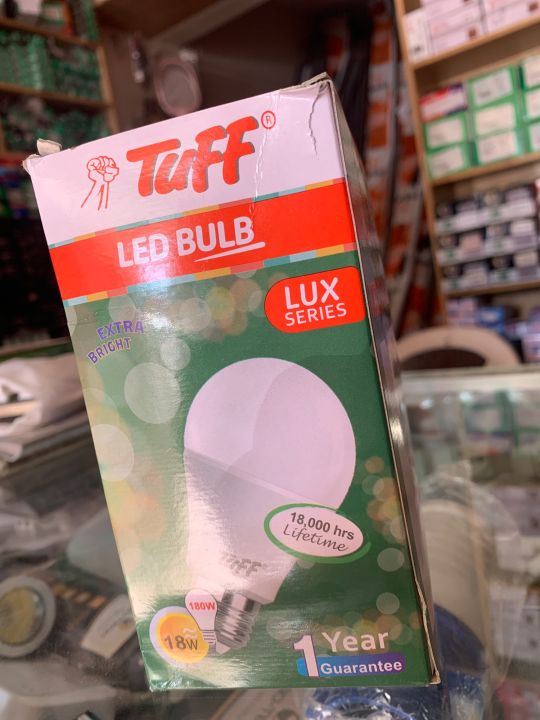 TUFF®
LED BULB
LUX
SERIES
EXTRA
BRIGHT
18,000 hrs
Lifetime
TUFF
180W
18W
1 Year
Guarantee